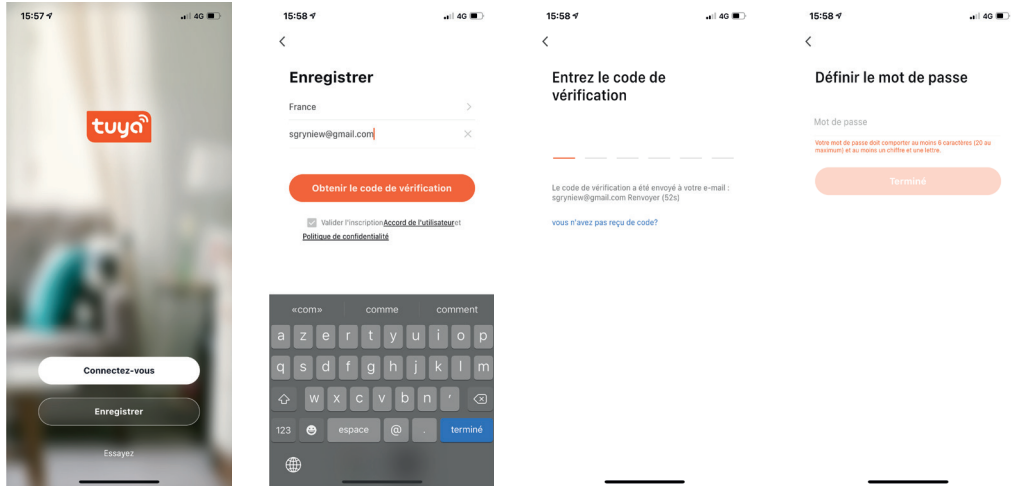 15:57
4G
tuya
Connectez-vous
Enregistrer
Essayez
15:58
4G
Enregistrer
France
sgryniew@gmail.com
Obtenir le code de vérification
Valider l'inscriptionAccord de l'utilisateuret
Politique de confidentialité
«com» comme comment
a z e r t y u i o p
q s d f g h j k l m
w x c v b n '
123 espace @ . terminé
15:58
4G
Entrez le code de
vérification
Le code de vérification a été envoyé à votre e-mail :
sgryniew@gmail.com Renvoyer (52s)
vous n'avez pas reçu de code?
15:58
4G
Définir le mot de passe
Mot de passe
Votre mot de passe doit comporter au moins 6 caractères (20 au
maximum) et au moins un chiffre et une lettre.
Terminé